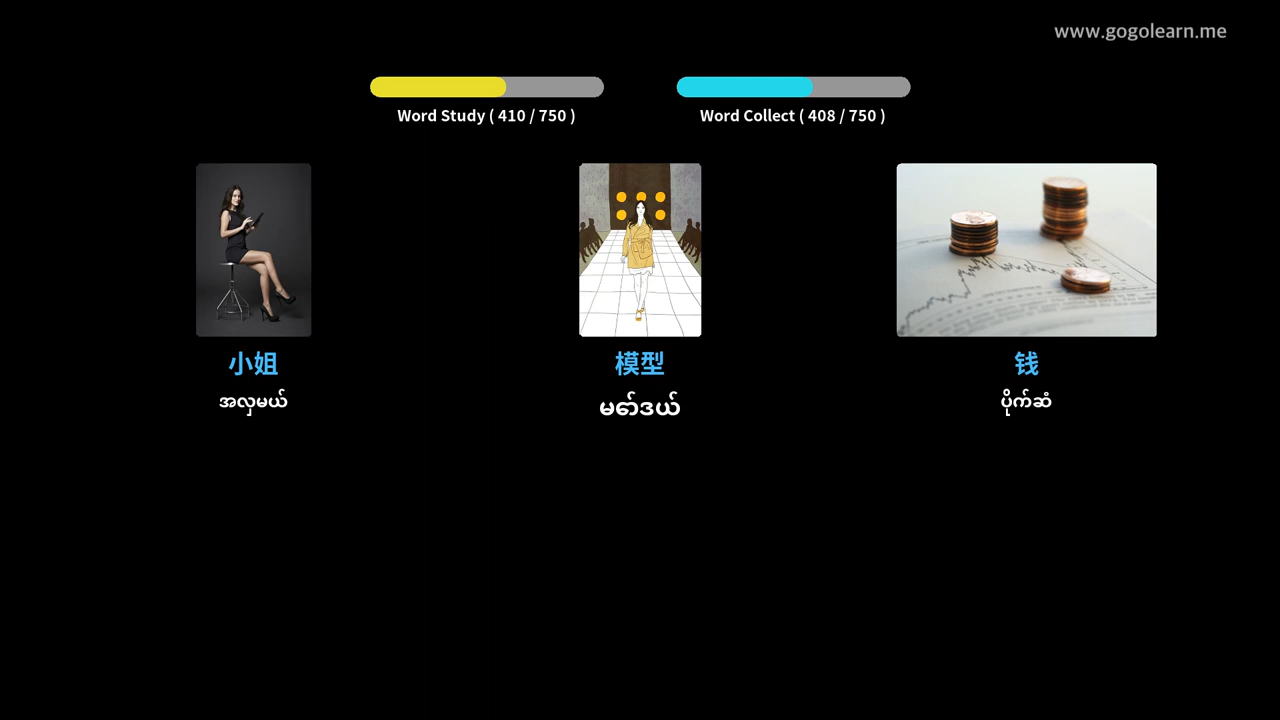 www.gogolearn.me
Word Study ( 410 / 750 )
Word Collect ( 408 / 750 )
小姐
模型
钱
အလှမယ်
မော်ဒယ်
ပိုက်ဆံ